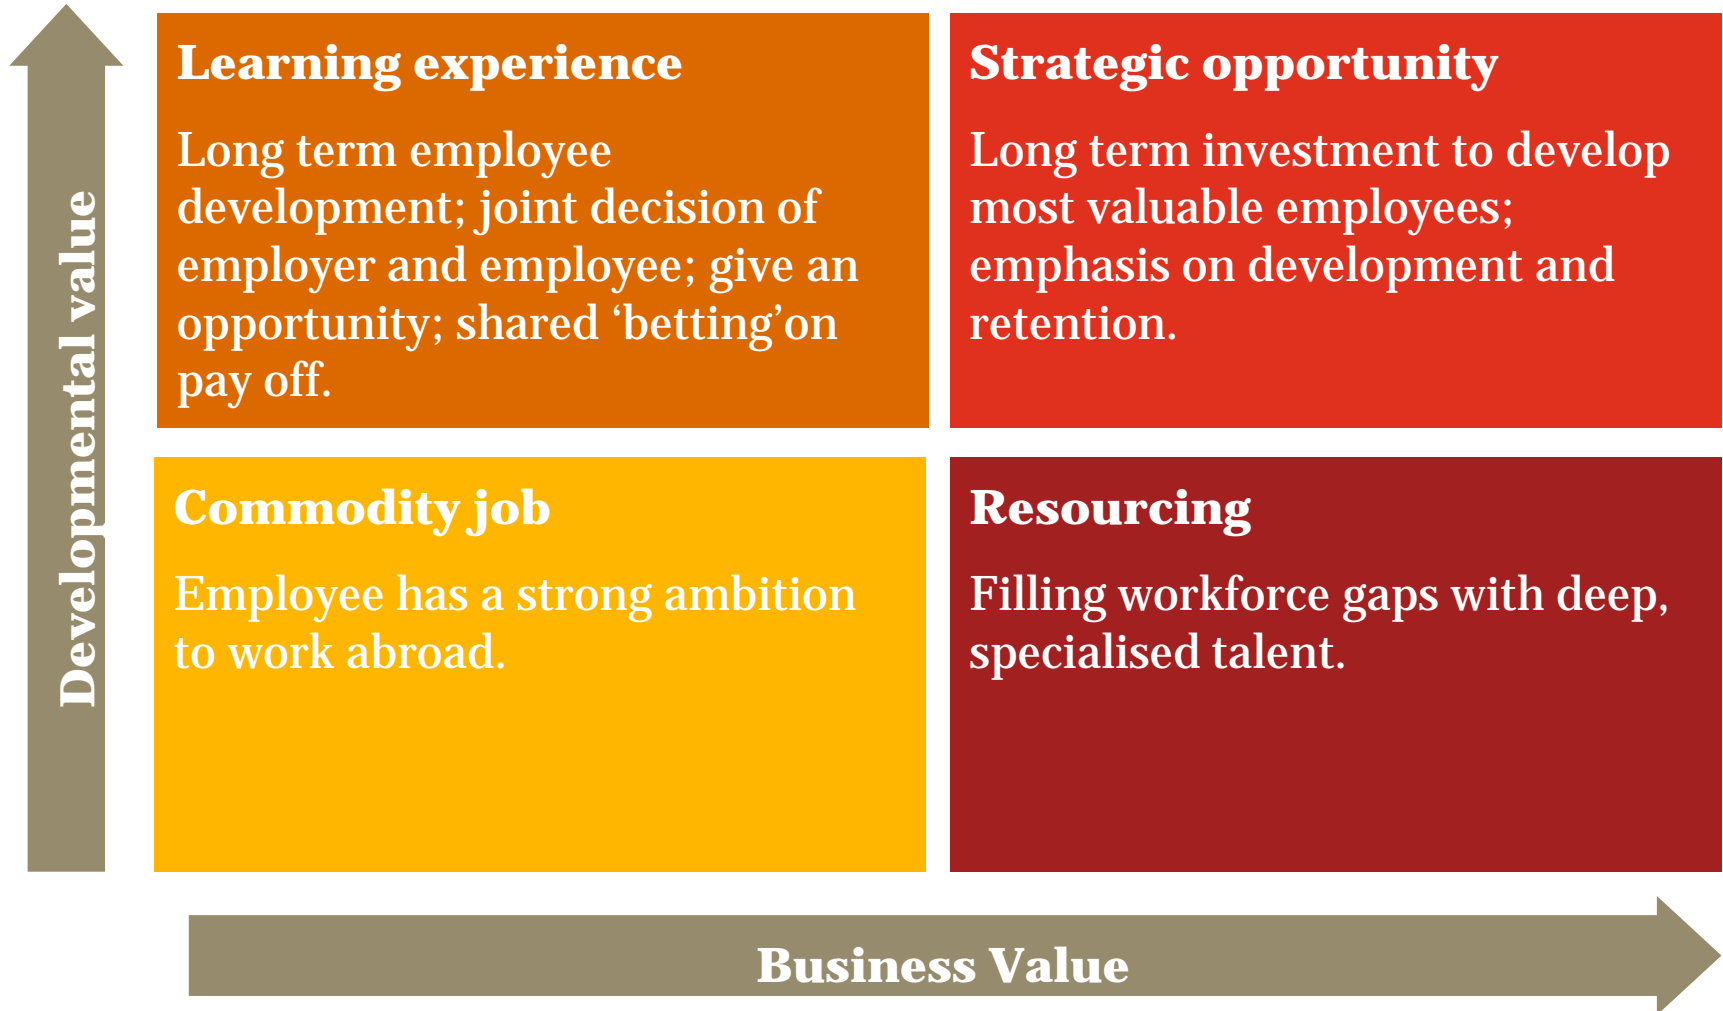 Developmental value
Learning experience
Long term employee
development; joint decision of
employer and employee; give an
opportunity; shared ‘betting’on
pay off.
Strategic opportunity
Long term investment to develop
most valuable employees;
emphasis on development and
retention.
Commodity job
Employee has a strong ambition
to work abroad.
Resourcing
Filling workforce gaps with deep,
specialised talent.
Business Value